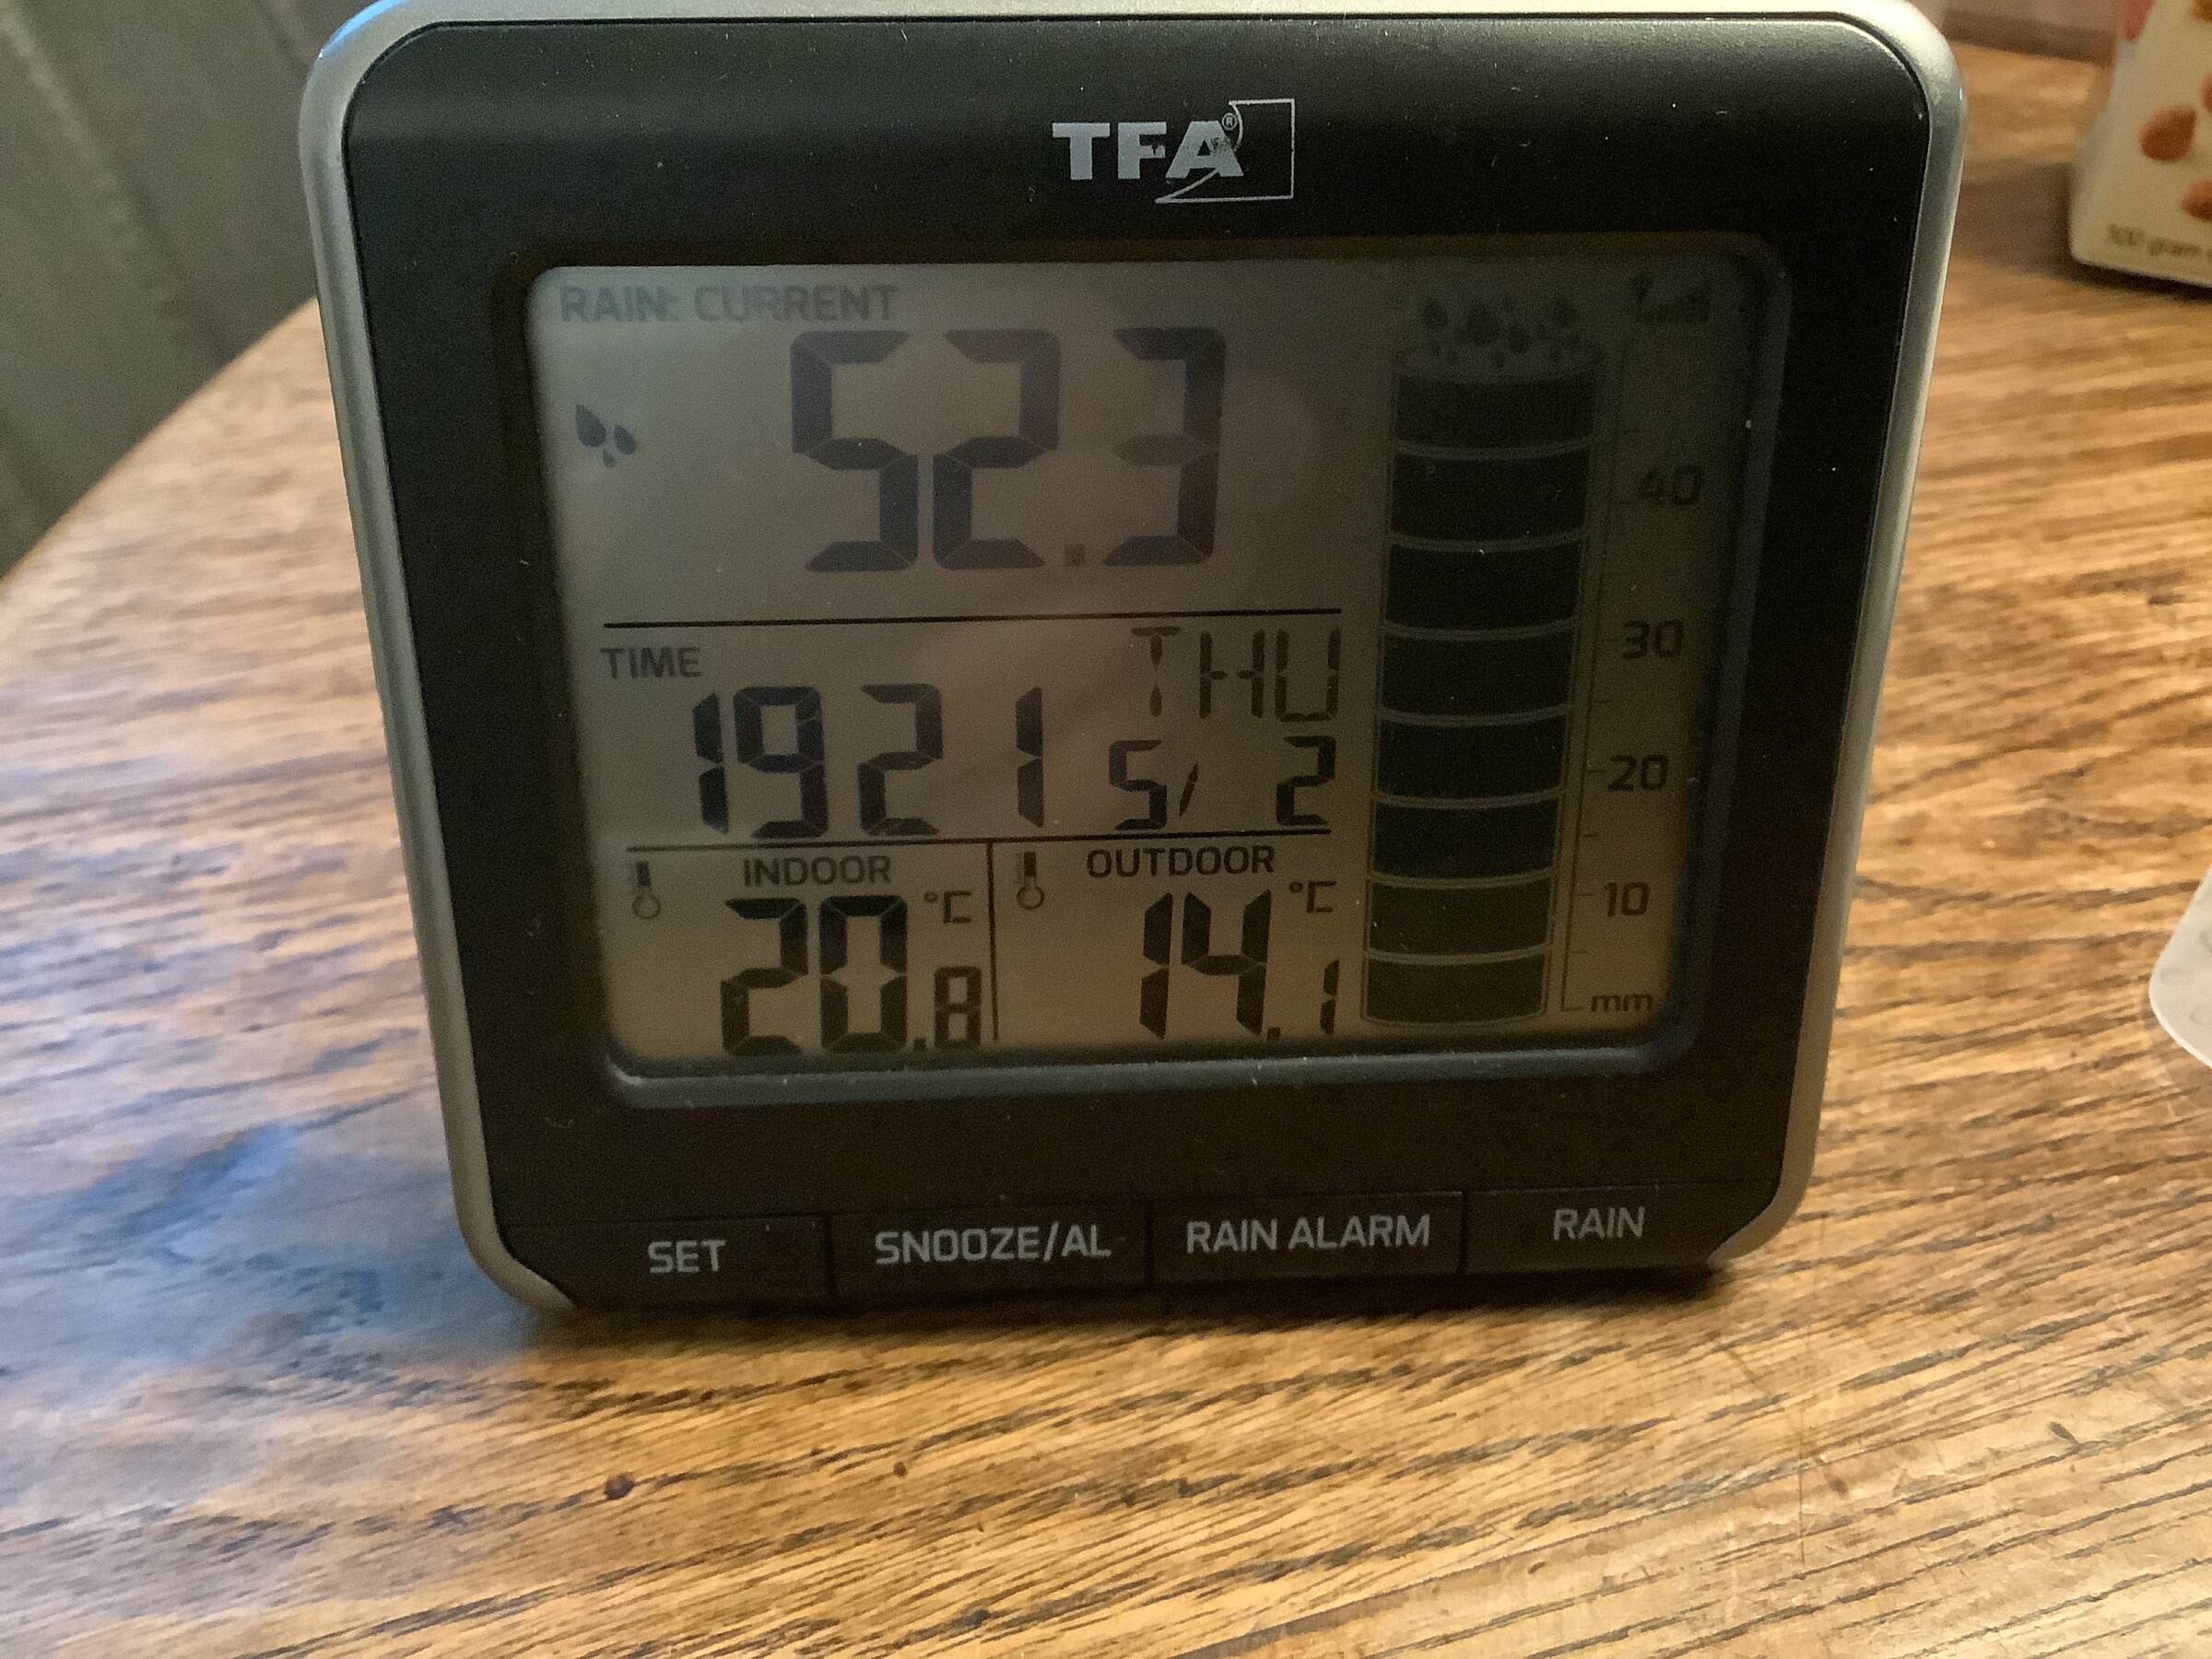 TFA®
RAIN: CURRENT
52.3
40
30
20
10
mm
TIME
THU
1921
5/ 2
INDOOR
20.8 °C
OUTDOOR
14.1 °C
SET
SNOOZE/AL
RAIN ALARM
RAIN